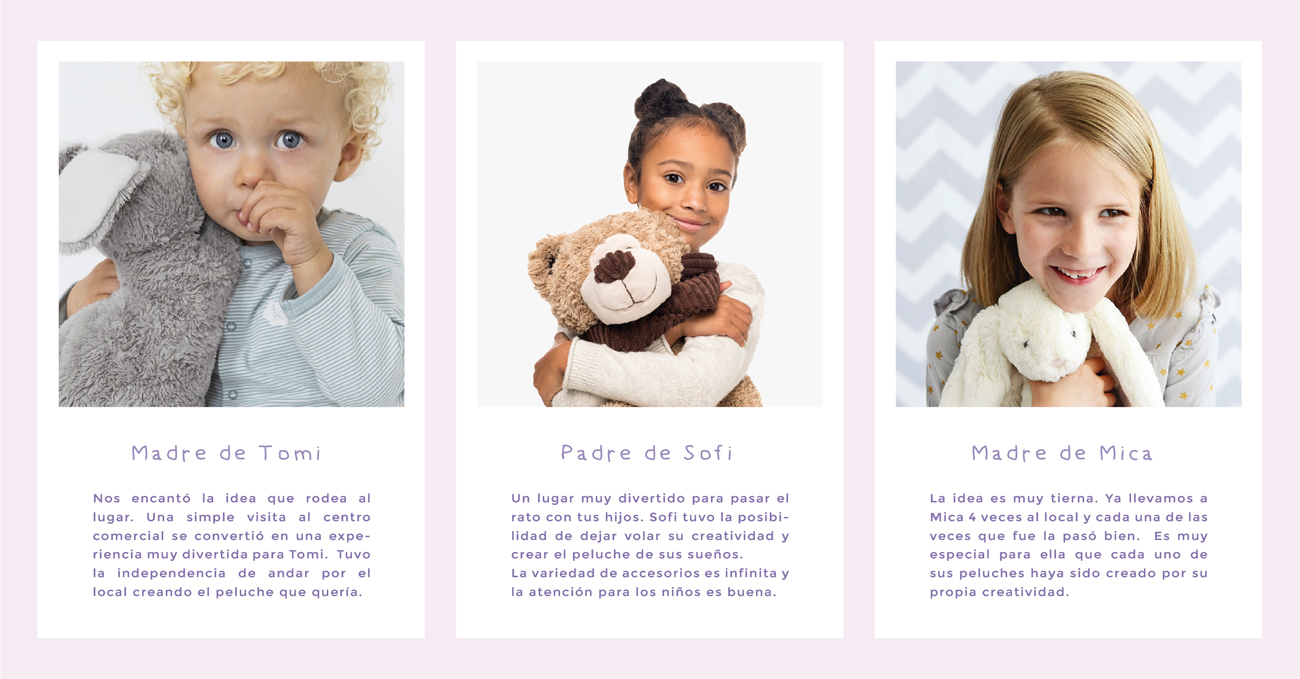 Madre de Tomi
Nos encantó la idea que rodea al
lugar. Una simple visita al centro
comercial se convertió en una expe-
riencia muy divertida para Tomi. Tuvo
la independencia de andar por el
local creando el peluche que quería.
Padre de Sofi
Un lugar muy divertido para pasar el
rato con tus hijos. Sofi tuvo la posibi-
lidad de dejar volar su creatividad y
crear el peluche de sus sueños.
La variedad de accesorios es infinita y
la atención para los niños es buena.
Madre de Mica
La idea es muy tierna. Ya llevamos a
Mica 4 veces al local y cada una de las
veces que fue la pasó bien. Es muy
especial para ella que cada uno de
sus peluches haya sido creado por su
propia creatividad.